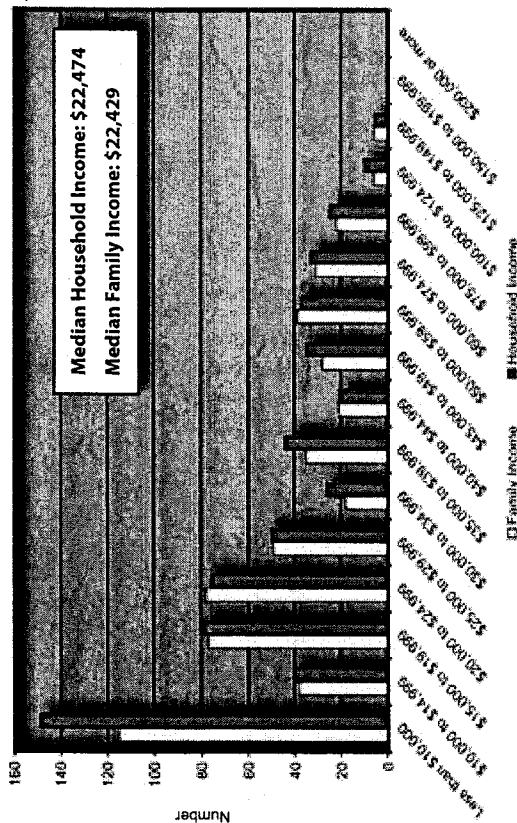 Median Household Income: $22,474
Median Family Income: $22,429
160
140
120
100
80
60
40
20
0
Number
Less than $10,000
$10,000 to $14,999
$15,000 to $19,999
$20,000 to $24,999
$25,000 to $29,999
$30,000 to $34,999
$35,000 to $39,999
$40,000 to $44,999
$45,000 to $49,999
$50,000 to $59,999
$60,000 to $74,999
$75,000 to $99,999
$100,000 to $124,999
$125,000 to $149,999
$150,000 to $199,999
$200,000 or more
Family Income
Household Income